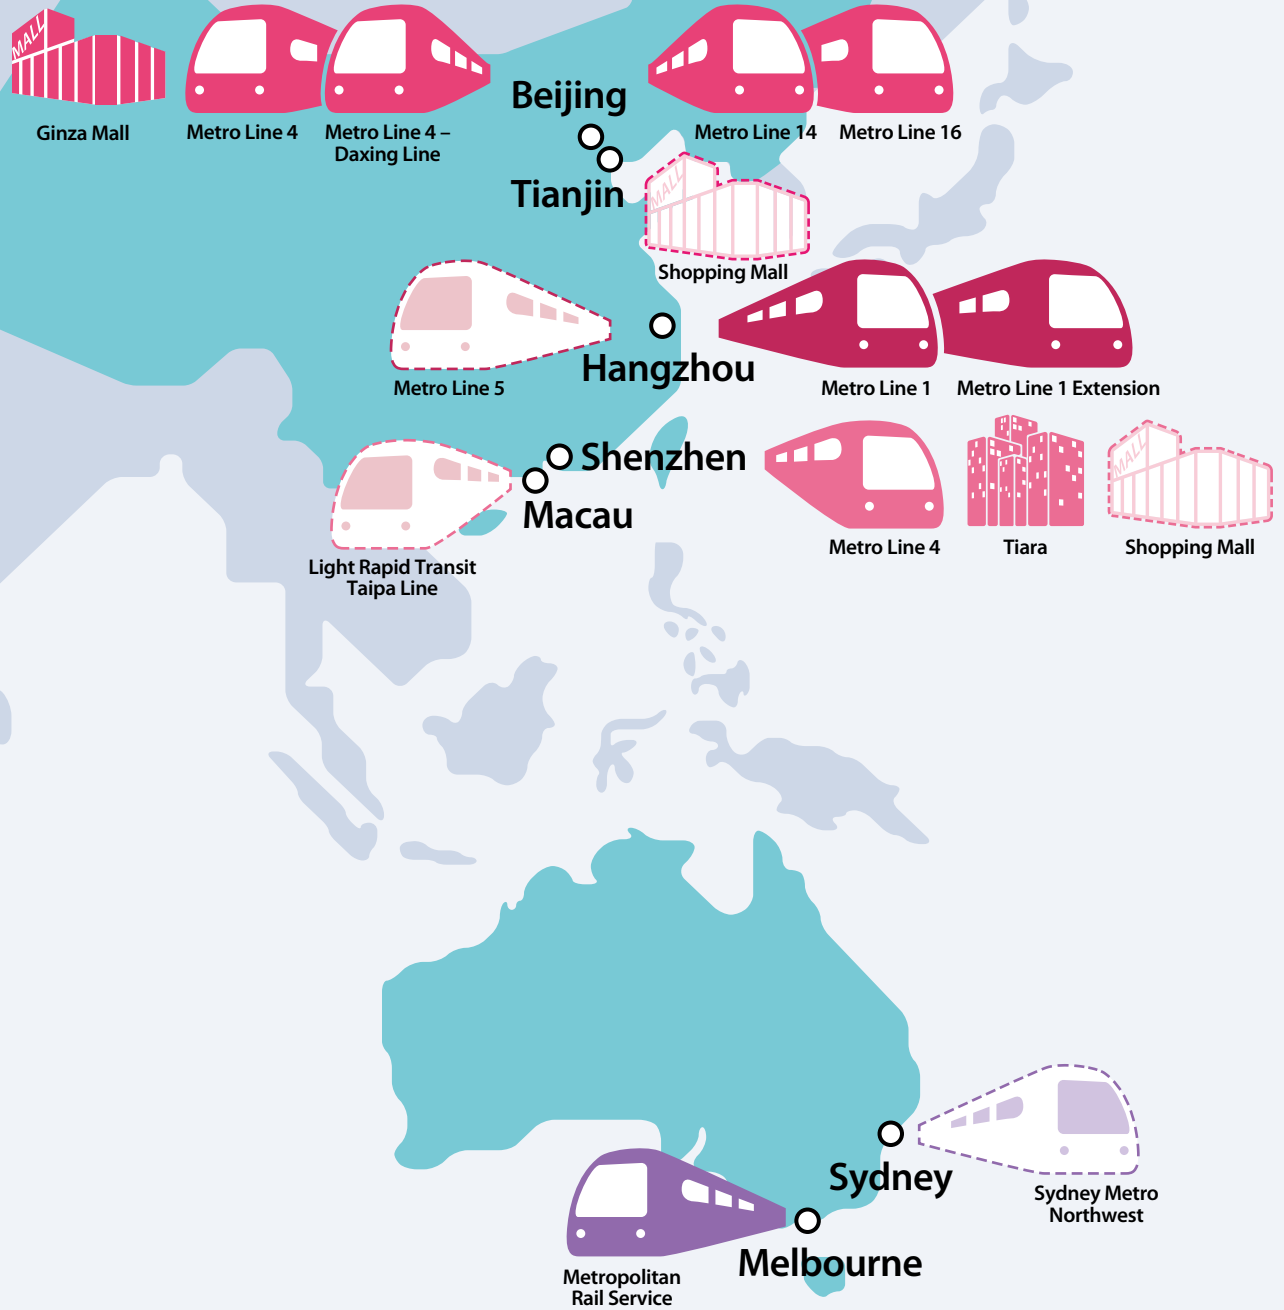 MALL
Ginza Mall
Metro Line 4
Metro Line 4 –
Daxing Line
Beijing
Metro Line 14
Metro Line 16
Tianjin
MALL
Shopping Mall
Metro Line 5
Hangzhou
Metro Line 1
Metro Line 1 Extension
Shenzhen
Macau
Metro Line 4
Tiara
MALL
Shopping Mall
Light Rapid Transit
Taipa Line
Sydney
Sydney Metro
Northwest
Melbourne
Metropolitan
Rail Service